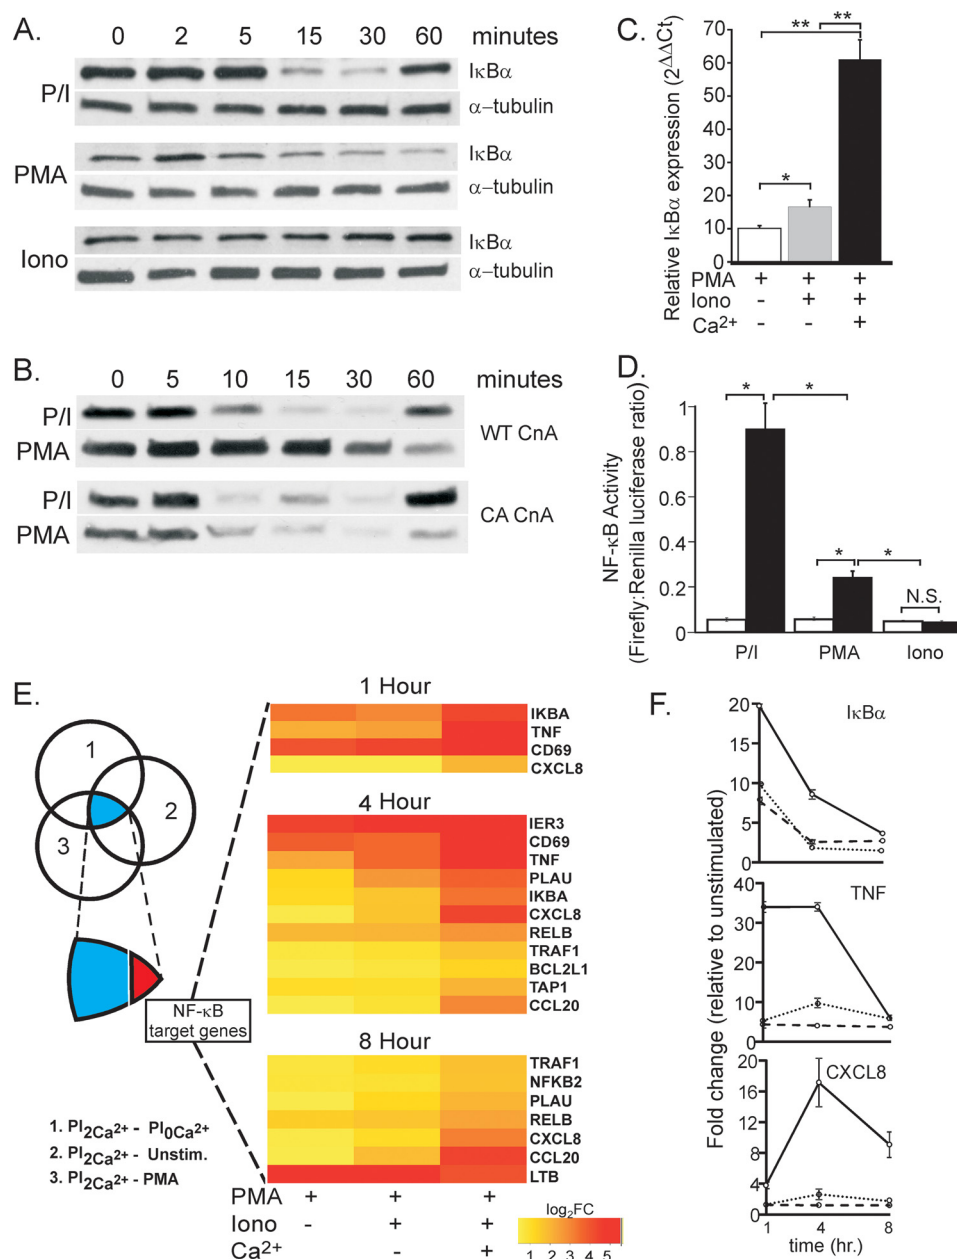 A.
0 2 5 15 30 60 minutes
P/I
IκBα
α–tubulin
PMA
IκBα
α–tubulin
Iono
IκBα
α–tubulin
B.
0 5 10 15 30 60 minutes
P/I
PMA
WT CnA
P/I
PMA
CA CnA
C.
Relative IκBα expression (2ΔΔCt)
70
60
50
40
70
20
10
0
** **
*
PMA + + +
Iono - + +
Ca2+ - - +
D.
NF-κB Activity
(Firefly:Renilla luciferase ratio)
1
0.8
0.6
0.4
0.2
0
* *
* *
N.S.
P/I PMA Iono
E.
1
2
3
NF-κB
target genes
1. PI2Ca2+ - PI0Ca2+
2. PI2Ca2+ - Unstim.
3. PI2Ca2+ - PMA
1 Hour
IKBA
TNF
CD69
CXCL8
4 Hour
IER3
CD69
TNF
PLAU
IKBA
CXCL8
RELB
TRAF1
BCL2L1
TAP1
CCL20
8 Hour
TRAF1
NFKB2
PLAU
RELB
CXCL8
CCL20
LTB
PMA + + +
Iono - + +
Ca2+ - +
log2FC
1 2 3 4 5
F.
Fold change (relative to unstimulated)
IκBα
20
15
10
5
0
TNF
40
30
20
10
0
CXCL8
20
16
12
8
4
0
1 4 8
time (hr.)